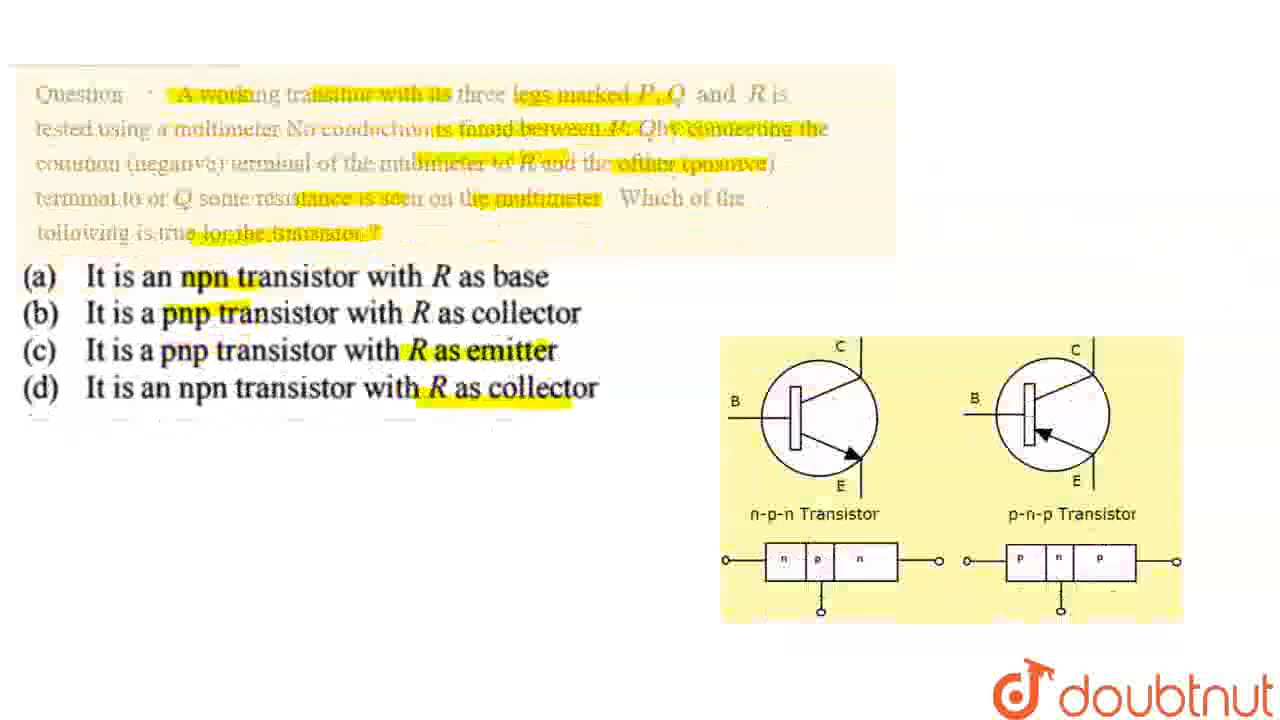 Question · A working transitior with its three legs marked P, Q and R is
tested using a multimeter No conduction is found between P, Q by connecting the
common (negative) terminal of the multimeter to R and the other (positive)
terminal to or Q some resistance is seen on the multimeter Which of the
following is true for the transistor ?
(a) It is an npn transistor with R as base
(b) It is a pnp transistor with R as collector
(c) It is a pnp transistor with R as emitter
(d) It is an npn transistor with R as collector
C
B
E
n-p-n Transistor
n p n
C
B
E
p-n-p Transistor
p n p
doubtnut